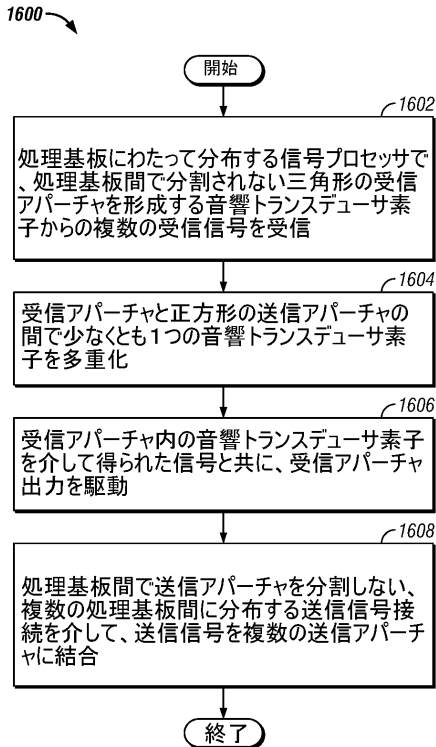 1600
開始
1602
処理基板にわたって分布する信号プロセッサで
、処理基板間で分割されない三角形の受信
アパーチャを形成する音響トランスデューサ素
子からの複数の受信信号を受信
1604
受信アパーチャと正方形の送信アパーチャの
間で少なくとも１つの音響トランスデューサ素
子を多重化
1606
受信アパーチャ内の音響トランスデューサ素子
を介して得られた信号と共に、受信アパーチャ
出力を駆動
1608
処理基板間で送信アパーチャを分割しない、
複数の処理基板間に分布する送信信号接
続を介して、送信信号を複数の送信アパーチ
ャに結合
終了